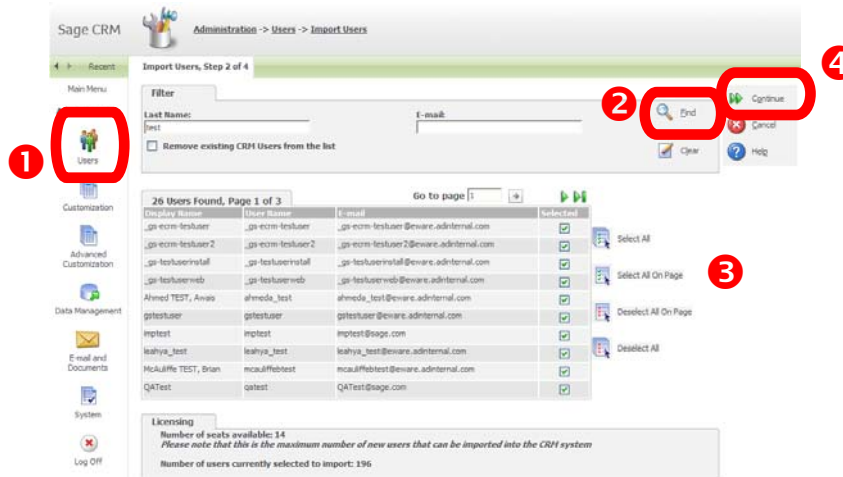 Sage CRM
Administration -> Users -> Import Users
4
Recent
Import Users, Step 2 of 4
Main Menu
Filter
2
Find
Continue
Last Name:
E-mail:
test
Cancel
Remove existing CRM Users from the list
Clear
Help
1
Users
26 Users Found, Page 1 of 3
Go to page 1
Customization
Display Name User Name E-mail Selected
_gs-ecrm-testuser _gs-ecrm-testuser _gs-ecrm-testuser@eware.adinternal.com
Select All
_gs-ecrm-testuser2 _gs-ecrm-testuser2 _gs-ecrm-testuser2@eware.adinternal.com
Advanced
Customization
_gs-testuserinstall _gs-testuserinstall _gs-testuserinstall@eware.adinternal.com
Select All On Page
3
_gs-testuserweb _gs-testuserweb _gs-testuserweb@eware.adinternal.com
Ahmed TEST, Awais ahmeda_test ahmeda_test@eware.adinternal.com
Data Management
gstestuser gstestuser gstestuser@eware.adinternal.com
Deselect All On Page
imptest imptest imptest@sage.com
leahya_test leahya_test leahya_test@eware.adinternal.com
Deselect All
E-mail and
Documents
McAuliffe TEST, Brian mcauliffebtest mcauliffebtest@eware.adinternal.com
QATest qatest QATest@sage.com
System
Licensing
Number of seats available: 14
Please note that this is the maximum number of new users that can be imported into the CRM system
Log Off
Number of users currently selected to import: 196